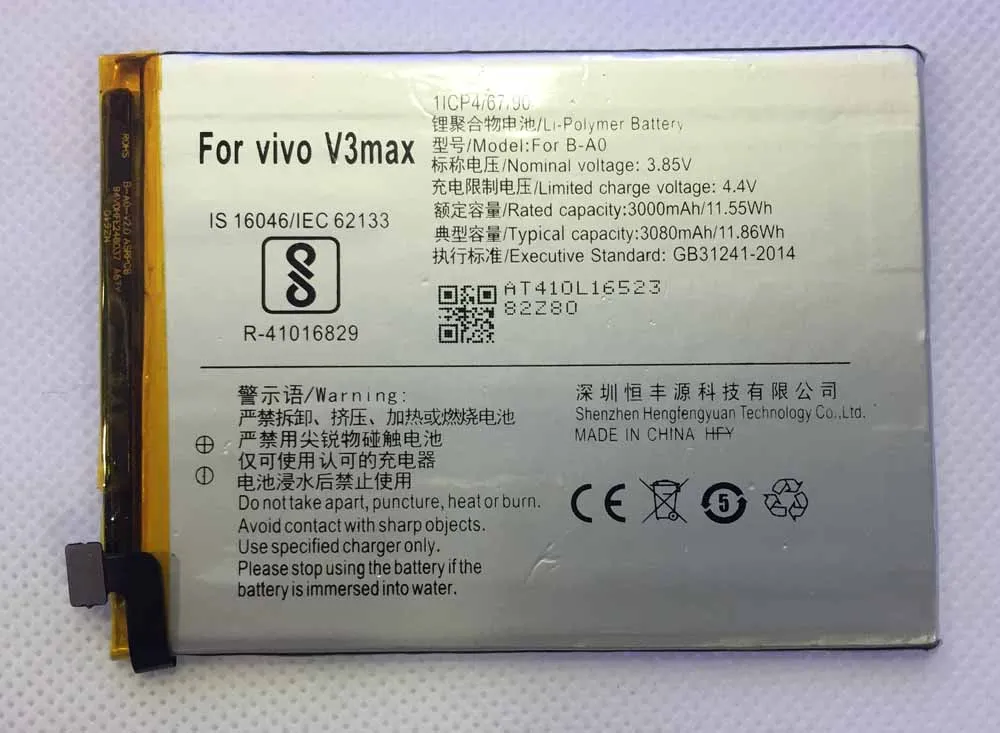 For vivo V3max
IS 16046/IEC 62133
R-41016829
1ICP4/67/90
锂聚合物电池/Li-Polymer Battery
型号/Model:For B-A0
标称电压/Nominal voltage: 3.85V
充电限制电压/Limited charge voltage: 4.4V
额定容量/Rated capacity:3000mAh/11.55Wh
典型容量/Typical capacity:3080mAh/11.86Wh
执行标准/Executive Standard: GB31241-2014
AT410L16523
82Z80
警示语/Warning:
严禁拆卸、挤压、加热或燃烧电池
严禁用尖锐物碰触电池
仅可使用认可的充电器
电池浸水后禁止使用
Do not take apart, puncture, heat or burn.
Avoid contact with sharp objects.
Use specified charger only.
Please stop using the battery if the
battery is immersed into water.
深圳恒丰源科技有限公司
Shenzhen Hengfengyuan Technology Co.,Ltd.
MADE IN CHINA HFY
CE
5
ROHS
B-A0-V2.0